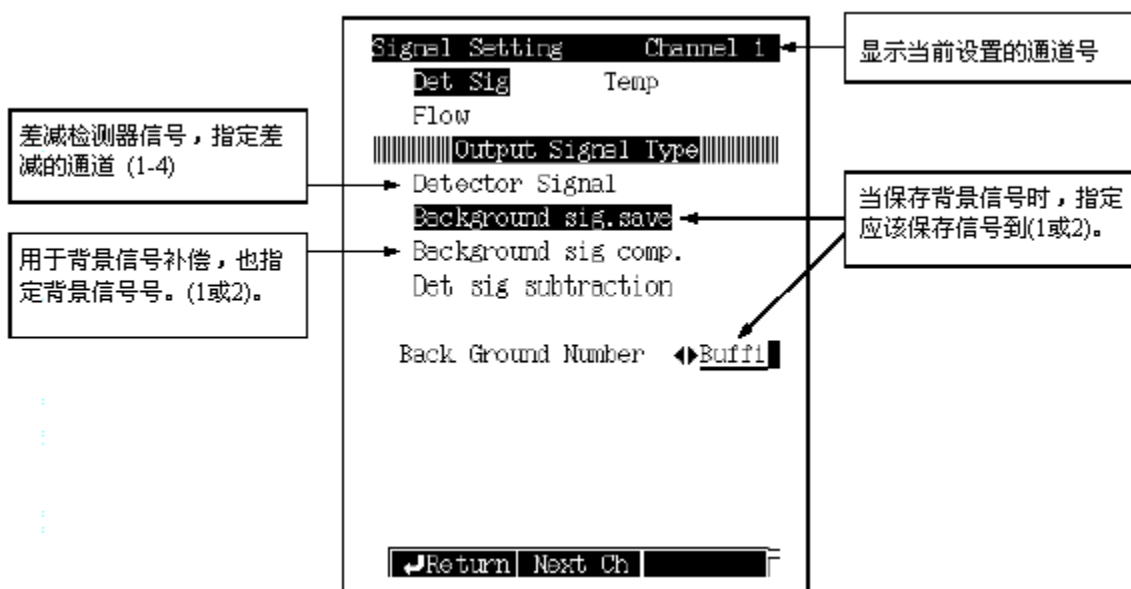 Signal Setting Channel 1
Det Sig Temp
Flow
Output Signal Type
Detector Signal
Background sig.save
Background sig comp.
Det sig subtraction
Back Ground Number Buff1
Return Next Ch
显示当前设置的通道号
差减检测器信号，指定差
减的通道 (1-4)
用于背景信号补偿，也指
定背景信号号。(1或2)。
当保存背景信号时，指定
应该保存信号到(1或2)。